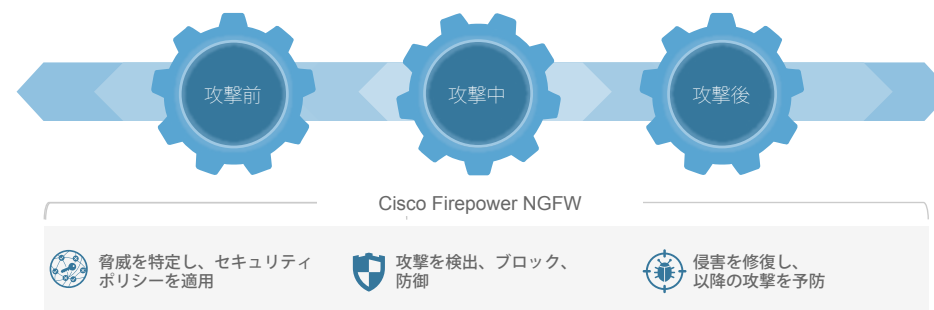 攻撃前
攻撃中
攻撃後
Cisco Firepower NGFW
脅威を特定し、セキュリティ
ポリシーを適用
攻撃を検出、ブロック、
防御
侵害を修復し、
以降の攻撃を予防